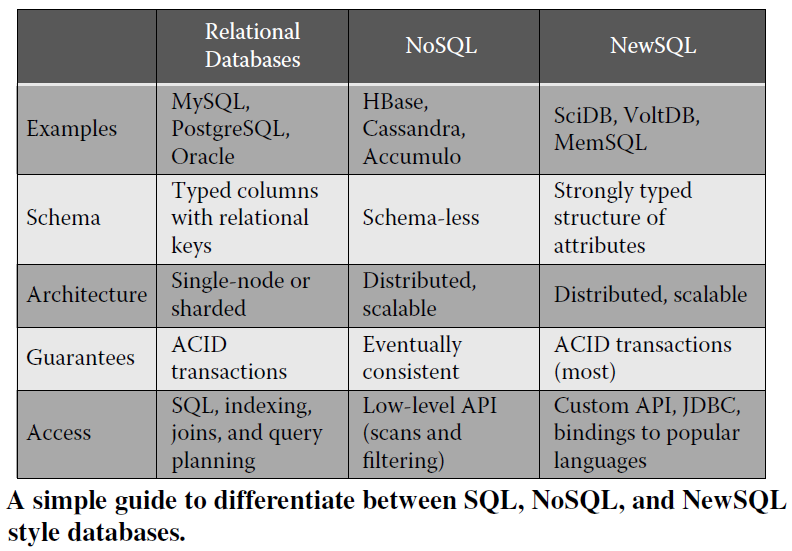 Relational
Databases
NoSQL
NewSQL
Examples
MySQL,
PostgreSQL,
Oracle
HBase,
Cassandra,
Accumulo
SciDB, VoltDB,
MemSQL
Schema
Typed columns
with relational
keys
Schema-less
Strongly typed
structure of
attributes
Architecture
Single-node or
sharded
Distributed,
scalable
Distributed, scalable
Guarantees
ACID
transactions
Eventually
consistent
ACID transactions
(most)
Access
SQL, indexing,
joins, and query
planning
Low-level API
(scans and
filtering)
Custom API, JDBC,
bindings to popular
languages
A simple guide to differentiate between SQL, NoSQL, and NewSQL
style databases.